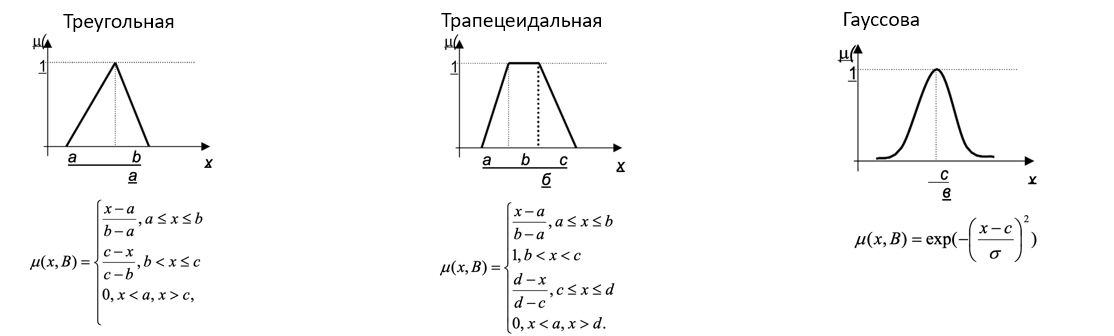 Треугольная
μ(
1
a b x
а
μ(x,B) = { (x−a)/(b−a), a ≤ x ≤ b
(c−x)/(c−b), b < x ≤ c
0, x < a, x > c,
Трапецеидальная
μ(
1
a b c x
б
μ(x,B) = { (x−a)/(b−a), a ≤ x ≤ b
1, b < x < c
(d−x)/(d−c), c ≤ x ≤ d
0, x < a, x > d.
Гауссова
μ(
1
c x
в
μ(x,B) = exp(−((x−c)/σ)²)